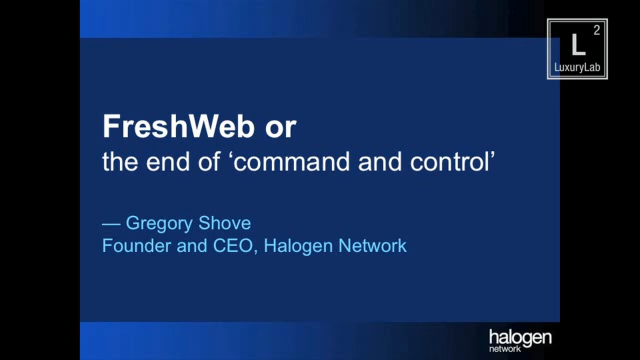 L 2
LuxuryLab
FreshWeb or
the end of ‘command and control’
— Gregory Shove
Founder and CEO, Halogen Network
halogen
network